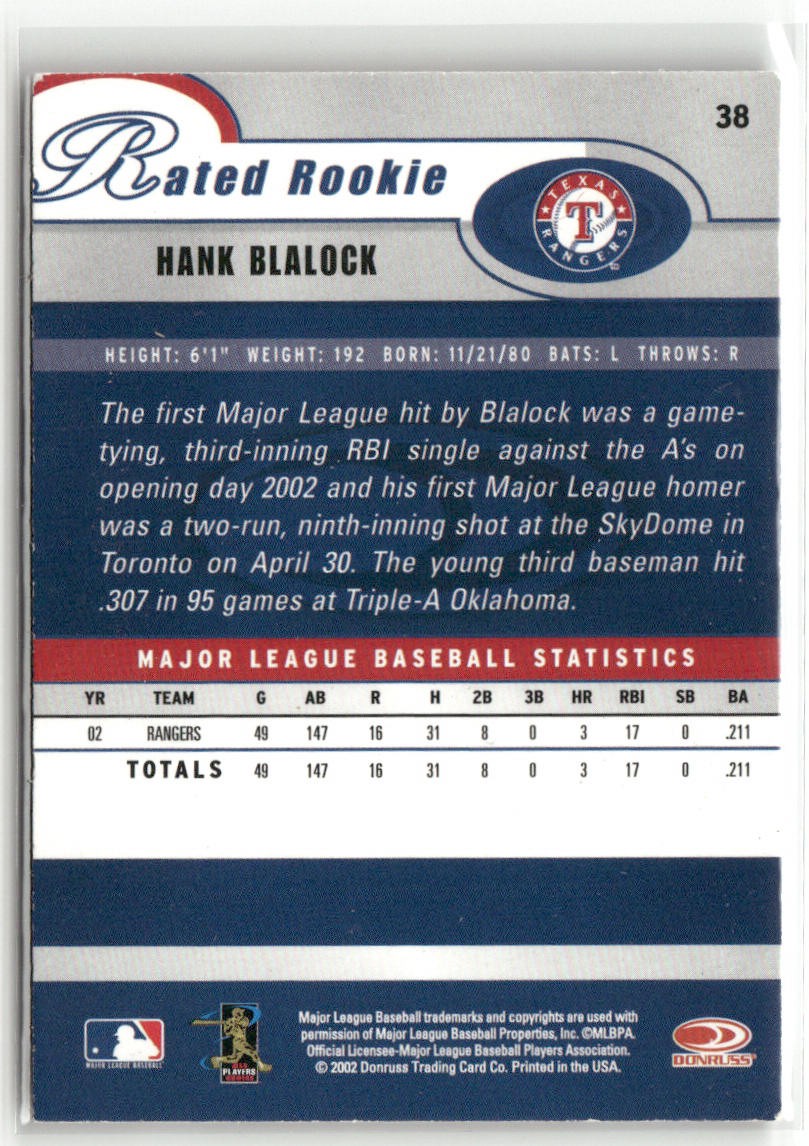 38
Rated Rookie
TEXAS
T
RANGERS
HANK BLALOCK
HEIGHT: 6'1" WEIGHT: 192 BORN: 11/21/80 BATS: L THROWS: R
The first Major League hit by Blalock was a game-
tying, third-inning RBI single against the A's on
opening day 2002 and his first Major League homer
was a two-run, ninth-inning shot at the SkyDome in
Toronto on April 30. The young third baseman hit
.307 in 95 games at Triple-A Oklahoma.
MAJOR LEAGUE BASEBALL STATISTICS
YR TEAM G AB R H 2B 3B HR RBI SB BA
02 RANGERS 49 147 16 31 8 0 3 17 0 .211
TOTALS 49 147 16 31 8 0 3 17 0 .211
Major League Baseball trademarks and copyrights are used with
permission of Major League Baseball Properties, Inc. ©MLBPA.
Official Licensee-Major League Baseball Players Association.
© 2002 Donruss Trading Card Co. Printed in the USA.
MAJOR LEAGUE BASEBALL
PLAYERS
DONRUSS